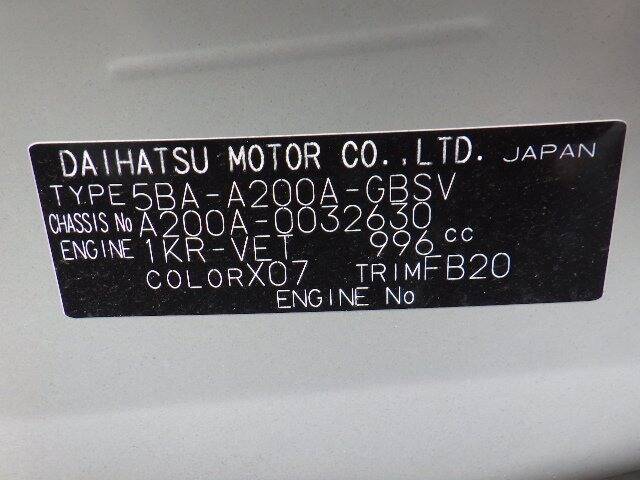 DAIHATSU MOTOR CO.,LTD. JAPAN
TYPE 5BA-A200A-GBSV
CHASSIS No A200A-0032630
ENGINE 1KR-VET 996 cc
COLOR X07 TRIM FB20
ENGINE No